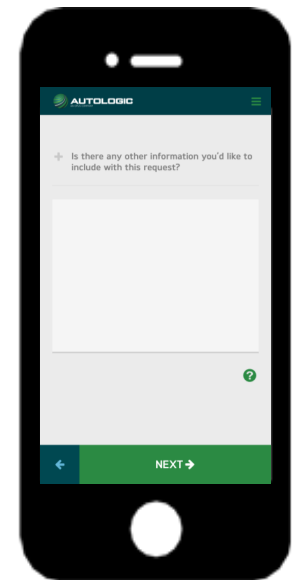 AUTOLOGIC
Is there any other information you'd like to
include with this request?
?
NEXT